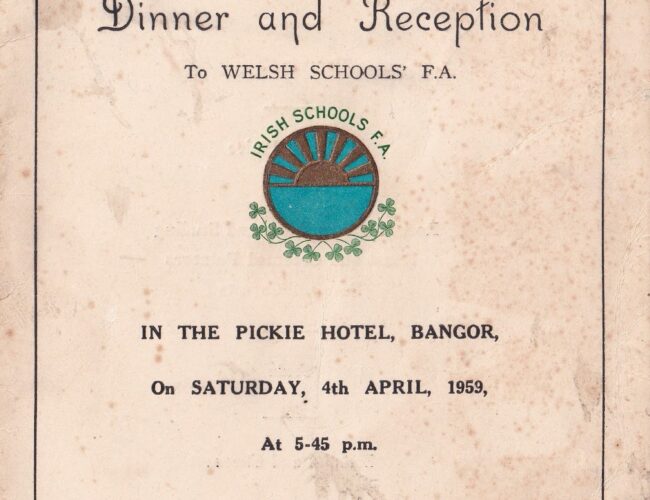 Dinner and Reception
To WELSH SCHOOLS' F.A.
IRISH SCHOOLS F.A.
IN THE PICKIE HOTEL, BANGOR,
On SATURDAY, 4th APRIL, 1959,
At 5-45 p.m.